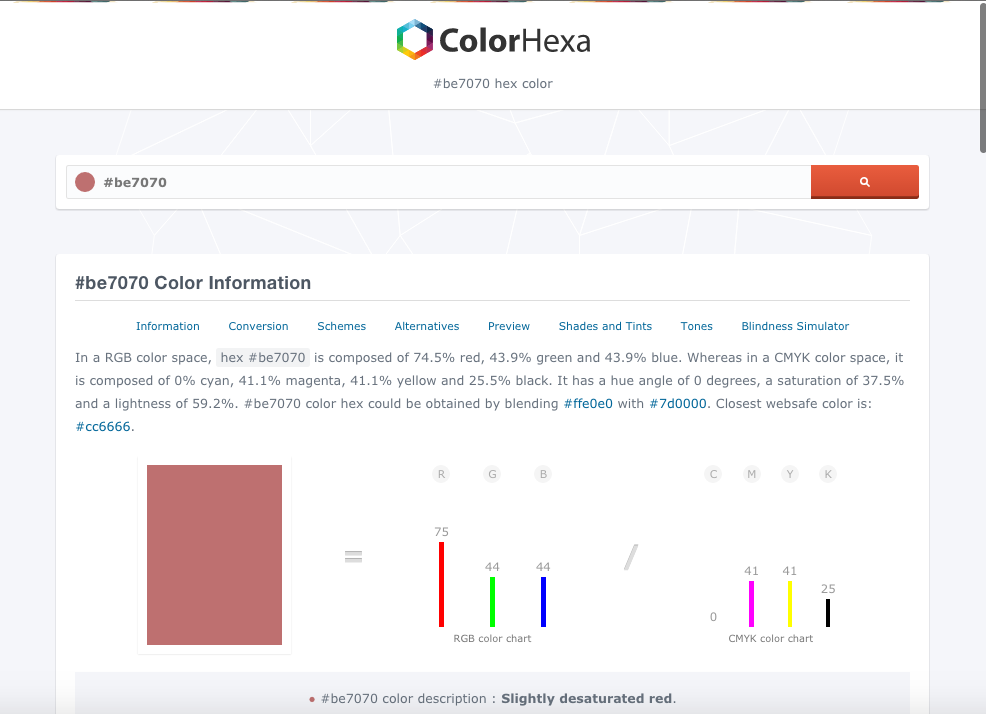 ColorHexa
#be7070 hex color
#be7070
#be7070 Color Information
Information Conversion Schemes Alternatives Preview Shades and Tints Tones Blindness Simulator
In a RGB color space, hex #be7070 is composed of 74.5% red, 43.9% green and 43.9% blue. Whereas in a CMYK color space, it
is composed of 0% cyan, 41.1% magenta, 41.1% yellow and 25.5% black. It has a hue angle of 0 degrees, a saturation of 37.5%
and a lightness of 59.2%. #be7070 color hex could be obtained by blending #ffe0e0 with #7d0000. Closest websafe color is:
#cc6666.
R G B C M Y K
75
44 44 41 41
25
0
= /
RGB color chart CMYK color chart
#be7070 color description : Slightly desaturated red.